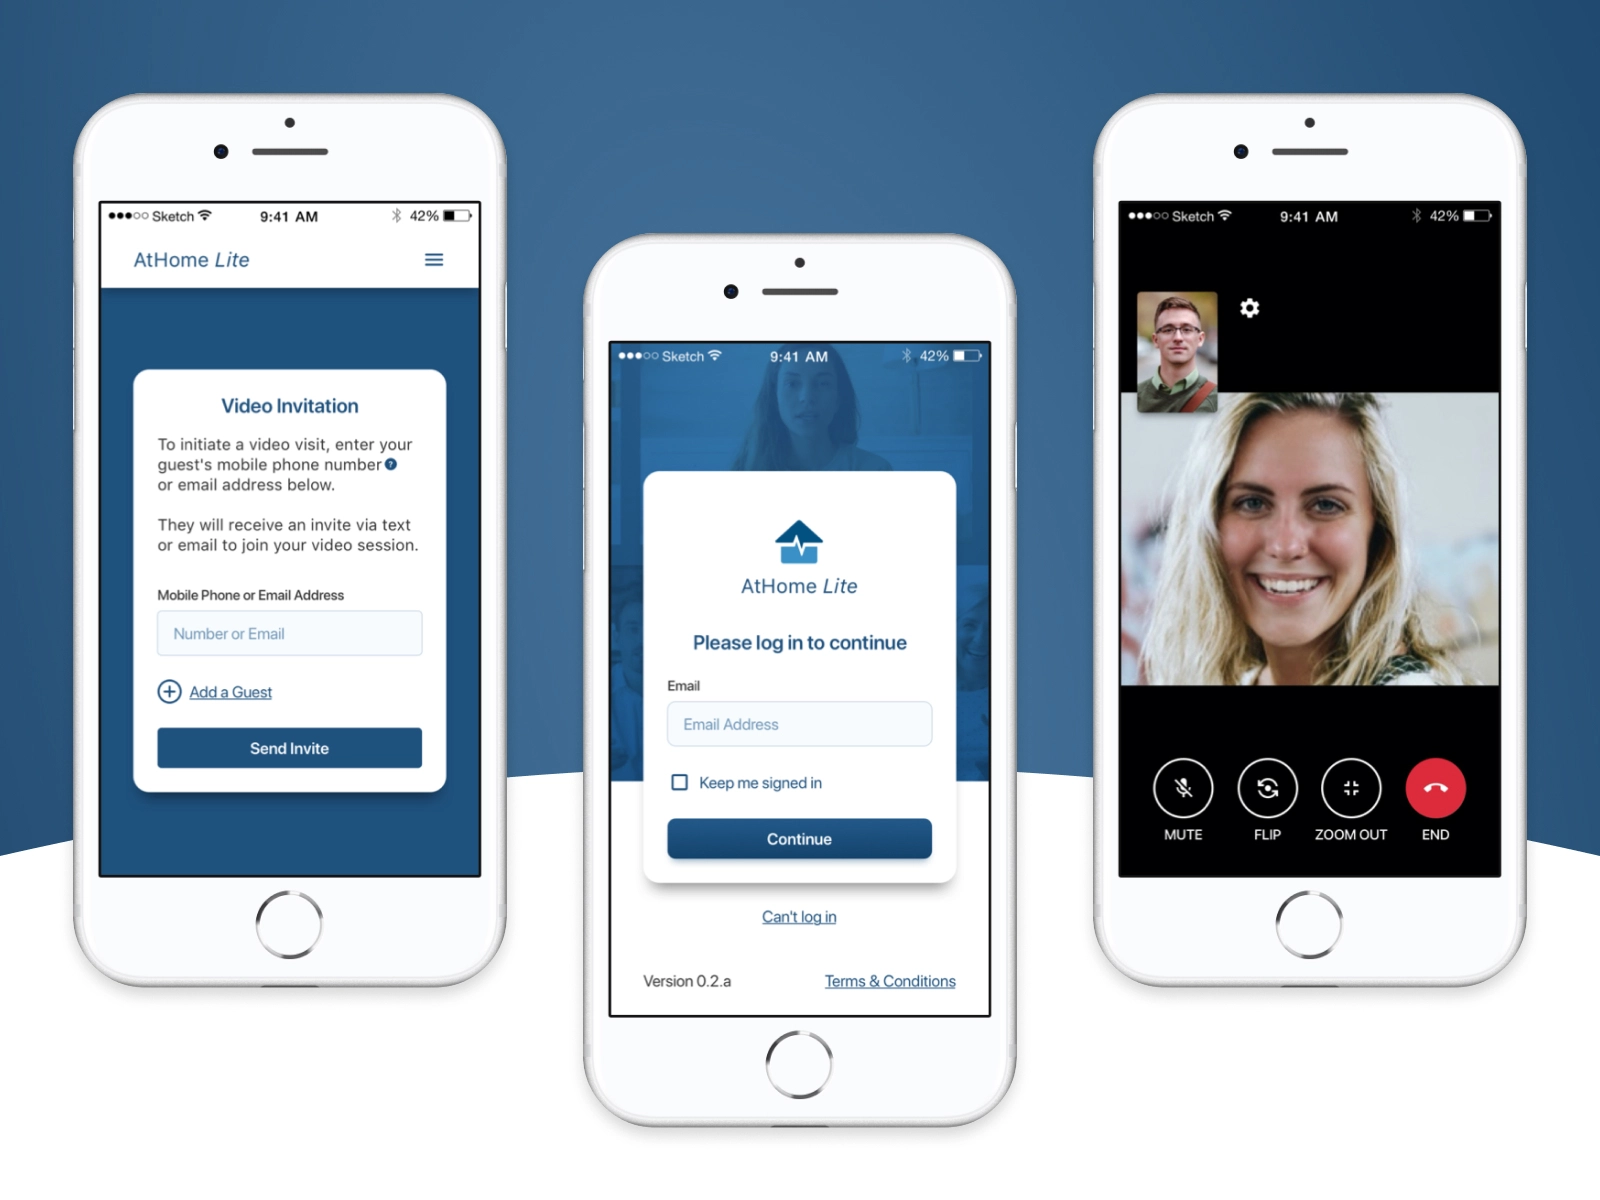 Sketch 9:41 AM 42%
AtHome Lite
Video Invitation
To initiate a video visit, enter your
guest's mobile phone number ?
or email address below.
They will receive an invite via text
or email to join your video session.
Mobile Phone or Email Address
Number or Email
Add a Guest
Send Invite
Sketch 9:41 AM 42%
AtHome Lite
Please log in to continue
Email
Email Address
Keep me signed in
Continue
Can't log in
Version 0.2.a Terms & Conditions
Sketch 9:41 AM 42%
MUTE FLIP ZOOM OUT END